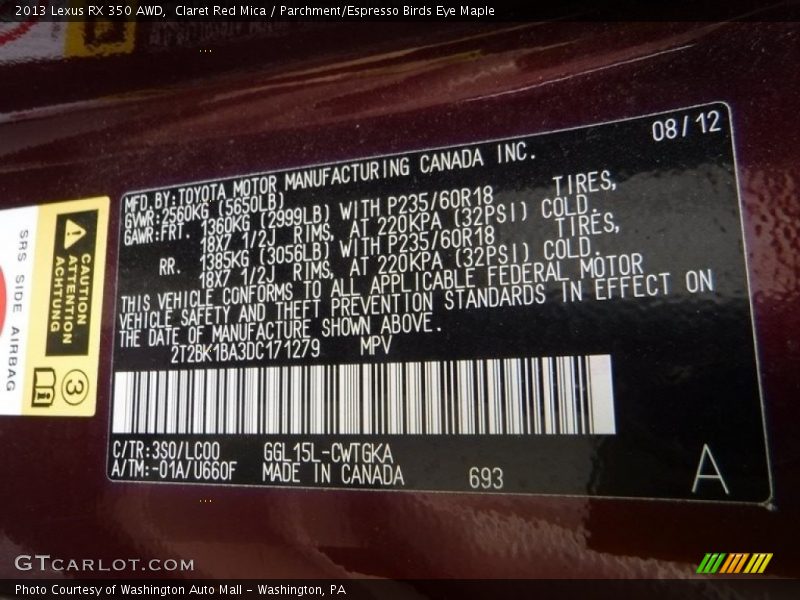 2013 Lexus RX 350 AWD,  Claret Red Mica / Parchment/Espresso Birds Eye Maple
08/12
MFD. BY: TOYOTA MOTOR MANUFACTURING CANADA INC.
GVWR: 2560KG (5650LB)
GAWR: FRT. 1360KG (2999LB) WITH P235/60R18 TIRES,
18X7 1/2J RIMS, AT 220KPA (32PSI) COLD.
RR. 1385KG (3056LB) WITH P235/60R18 TIRES,
18X7 1/2J RIMS, AT 220KPA (32PSI) COLD.
THIS VEHICLE CONFORMS TO ALL APPLICABLE FEDERAL MOTOR
VEHICLE SAFETY AND THEFT PREVENTION STANDARDS IN EFFECT ON
THE DATE OF MANUFACTURE SHOWN ABOVE.
2T2BK1BA3DC171279 MPV
C/TR: 3S0/LC00 GGL15L-CWTGKA
A/TM: -01A/U660F MADE IN CANADA 693
A
SRS SIDE AIRBAG
CAUTION
ATTENTION
ACHTUNG
3
GTCARLOT.COM
Photo Courtesy of Washington Auto Mall - Washington, PA